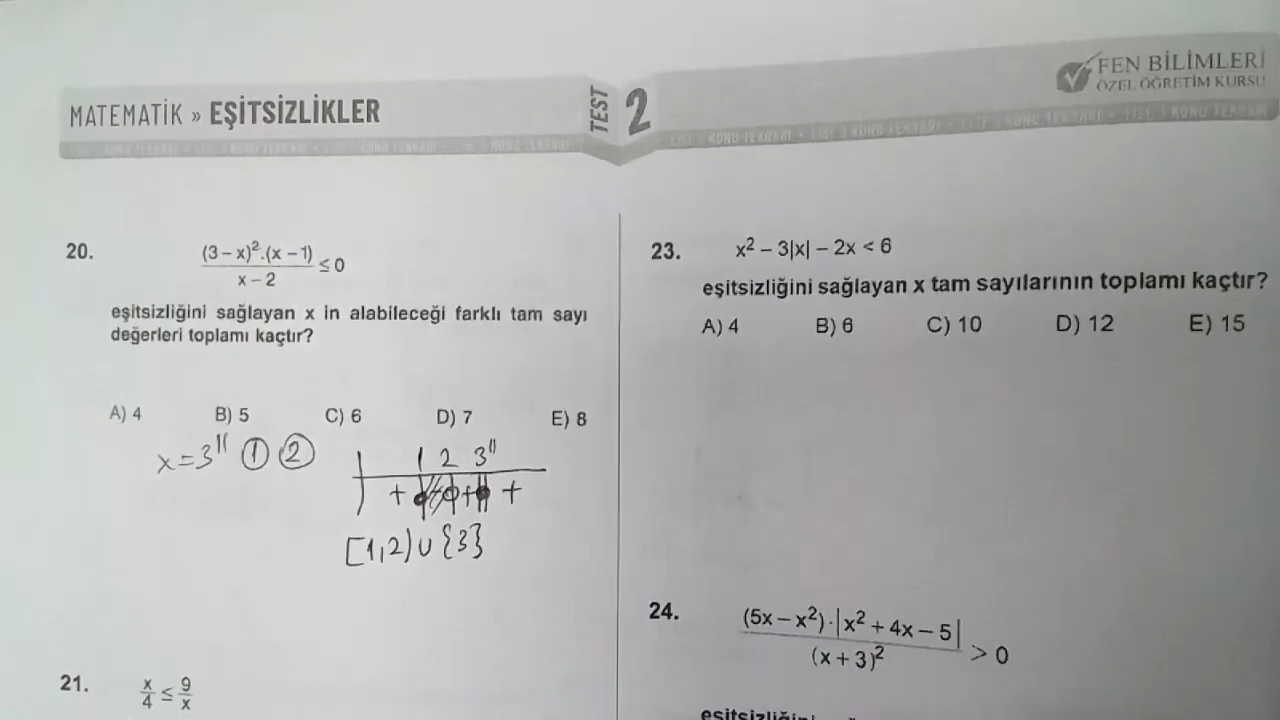 MATEMATİK » EŞİTSİZLİKLER
TEST 2
FEN BİLİMLERİ
ÖZEL ÖĞRETİM KURSU
20. (3 – x)².(x – 1) / x – 2 ≤ 0
eşitsizliğini sağlayan x in alabileceği farklı tam sayı
değerleri toplamı kaçtır?
A) 4 B) 5 C) 6 D) 7 E) 8
x = 3" ① ②
1 2 3"
+ + +
[1,2) ∪ {3}
21. x/4 ≤ 9/x
23. x² – 3|x| – 2x < 6
eşitsizliğini sağlayan x tam sayılarının toplamı kaçtır?
A) 4 B) 6 C) 10 D) 12 E) 15
24. (5x – x²)·|x² + 4x – 5| / (x + 3)² > 0